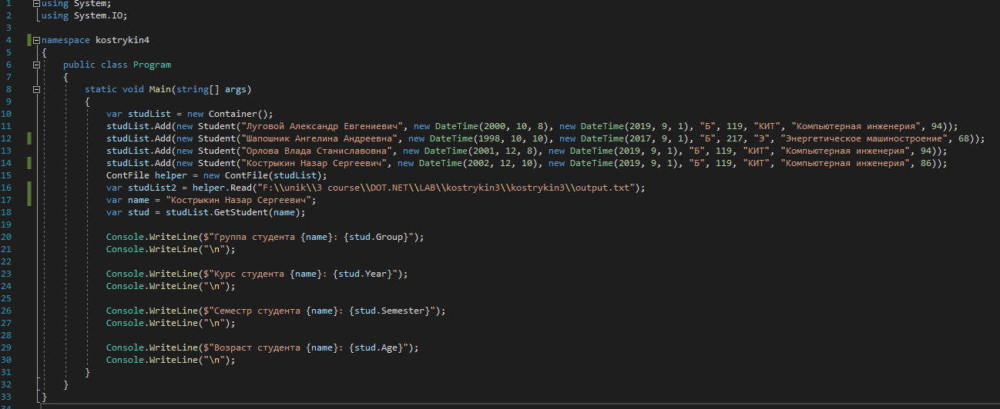 1 using System;
2 using System.IO;
3
4 namespace kostrykin4
5 {
6 public class Program
7 {
8 static void Main(string[] args)
9 {
10 var studList = new Container();
11 studList.Add(new Student("Луговой Александр Евгениевич", new DateTime(2000, 10, 8), new DateTime(2019, 9, 1), "Б", 119, "КИТ", "Компьютерная инженерия", 94));
12 studList.Add(new Student("Шапошник Ангелина Андреевна", new DateTime(1998, 10, 10), new DateTime(2017, 9, 1), "Б", 217, "Э", "Энергетическое машиностроение", 68));
13 studList.Add(new Student("Орлова Влада Станиславовна", new DateTime(2001, 12, 8), new DateTime(2019, 9, 1), "Б", 119, "КИТ", "Компьютерная инженерия", 94));
14 studList.Add(new Student("Кострыкин Назар Сергеевич", new DateTime(2002, 12, 10), new DateTime(2019, 9, 1), "Б", 119, "КИТ", "Компьютерная инженерия", 86));
15 ContFile helper = new ContFile(studList);
16 var studList2 = helper.Read("F:\\unik\\3 course\\DOT.NET\\LAB\\kostrykin3\\kostrykin3\\output.txt");
17 var name = "Кострыкин Назар Сергеевич";
18 var stud = studList.GetStudent(name);
19
20 Console.WriteLine($"Группа студента {name}: {stud.Group}");
21 Console.WriteLine("\n");
22
23 Console.WriteLine($"Курс студента {name}: {stud.Year}");
24 Console.WriteLine("\n");
25
26 Console.WriteLine($"Семестр студента {name}: {stud.Semester}");
27 Console.WriteLine("\n");
28
29 Console.WriteLine($"Возраст студента {name}: {stud.Age}");
30 Console.WriteLine("\n");
31 }
32 }
33 }
34